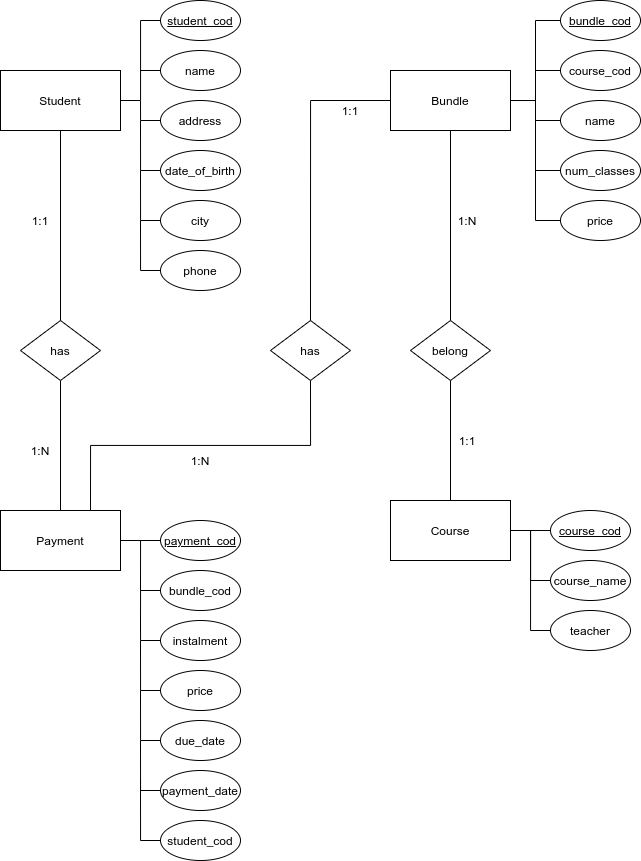 student_cod
name
address
date_of_birth
city
phone
Student
1:1
has
1:N
Bundle
bundle_cod
course_cod
name
num_classes
price
1:1
has
1:N
1:N
belong
1:1
Payment
payment_cod
bundle_cod
instalment
price
due_date
payment_date
student_cod
Course
course_cod
course_name
teacher